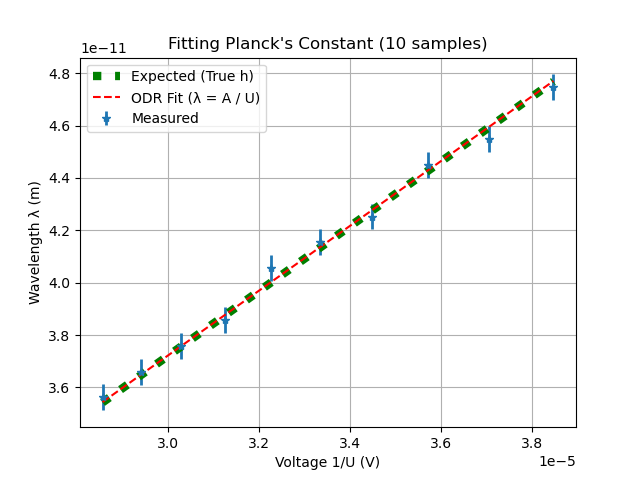 Fitting Planck's Constant (10 samples)
1e−11
Expected (True h)
ODR Fit (λ = A / U)
Measured
4.8
4.6
4.4
4.2
4.0
3.8
3.6
Wavelength λ (m)
3.0
3.2
3.4
3.6
3.8
Voltage 1/U (V)
1e−5